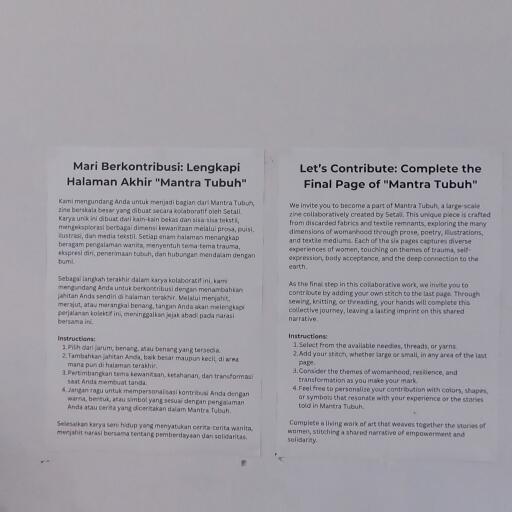 Mari Berkontribusi: Lengkapi
Halaman Akhir "Mantra Tubuh"
Kami mengundang Anda untuk menjadi bagian dari Mantra Tubuh,
zine berskala besar yang dibuat secara kolaboratif oleh Setali.
Karya unik ini dibuat dari kain-kain bekas dan sisa-sisa tekstil,
mengeksplorasi berbagai dimensi kewanitaan melalui prosa, puisi,
ilustrasi, dan media tekstil. Setiap enam halaman menangkap
beragam pengalaman wanita, menyentuh tema-tema trauma,
ekspresi diri, penerimaan tubuh, dan hubungan mendalam dengan
bumi.
Sebagai langkah terakhir dalam karya kolaboratif ini, kami
mengundang Anda untuk berkontribusi dengan menambahkan
jahitan Anda sendiri di halaman terakhir. Melalui menjahit,
merajut, atau merangkai benang, tangan Anda akan melengkapi
perjalanan kolektif ini, meninggalkan jejak abadi pada narasi
bersama ini.
Instructions:
1. Pilih dari jarum, benang, atau benang yang tersedia.
2. Tambahkan jahitan Anda, baik besar maupun kecil, di area
mana pun di halaman terakhir.
3. Pertimbangkan tema kewanitaan, ketahanan, dan transformasi
saat Anda membuat tanda.
4. Jangan ragu untuk mempersonalisasi kontribusi Anda dengan
warna, bentuk, atau simbol yang sesuai dengan pengalaman
Anda atau cerita yang diceritakan dalam Mantra Tubuh.
Selesaikan karya seni hidup yang menyatukan cerita-cerita wanita,
menjahit narasi bersama tentang pemberdayaan dan solidaritas.
Let's Contribute: Complete the
Final Page of "Mantra Tubuh"
We invite you to become a part of Mantra Tubuh, a large-scale
zine collaboratively created by Setali. This unique piece is crafted
from discarded fabrics and textile remnants, exploring the many
dimensions of womanhood through prose, poetry, illustrations,
and textile mediums. Each of the six pages captures diverse
experiences of women, touching on themes of trauma, self-
expression, body acceptance, and the deep connection to the
earth.
As the final step in this collaborative work, we invite you to
contribute by adding your own stitch to the last page. Through
sewing, knitting, or threading, your hands will complete this
collective journey, leaving a lasting imprint on this shared
narrative.
Instructions:
1. Select from the available needles, threads, or yarns.
2. Add your stitch, whether large or small, in any area of the last
page.
3. Consider the themes of womanhood, resilience, and
transformation as you make your mark.
4. Feel free to personalize your contribution with colors, shapes,
or symbols that resonate with your experience or the stories
told in Mantra Tubuh.
Complete a living work of art that weaves together the stories of
women, stitching a shared narrative of empowerment and
solidarity.